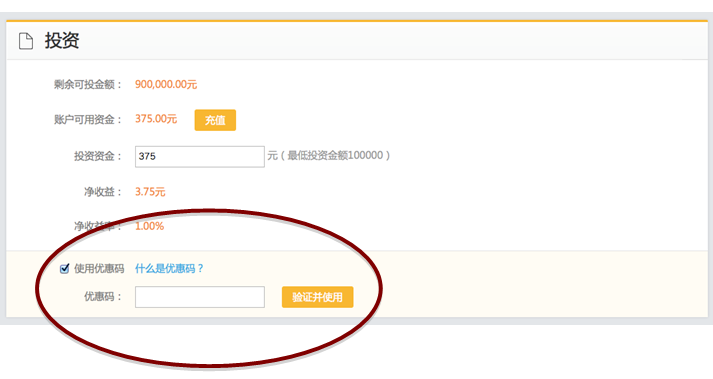 投资
剩余可投金额： 900,000.00元
账户可用资金： 375.00元 充值
投资资金： 375 元（最低投资金额100000）
净收益： 3.75元
净收益率： 1.00%
使用优惠码 什么是优惠码？
优惠码： 验证并使用